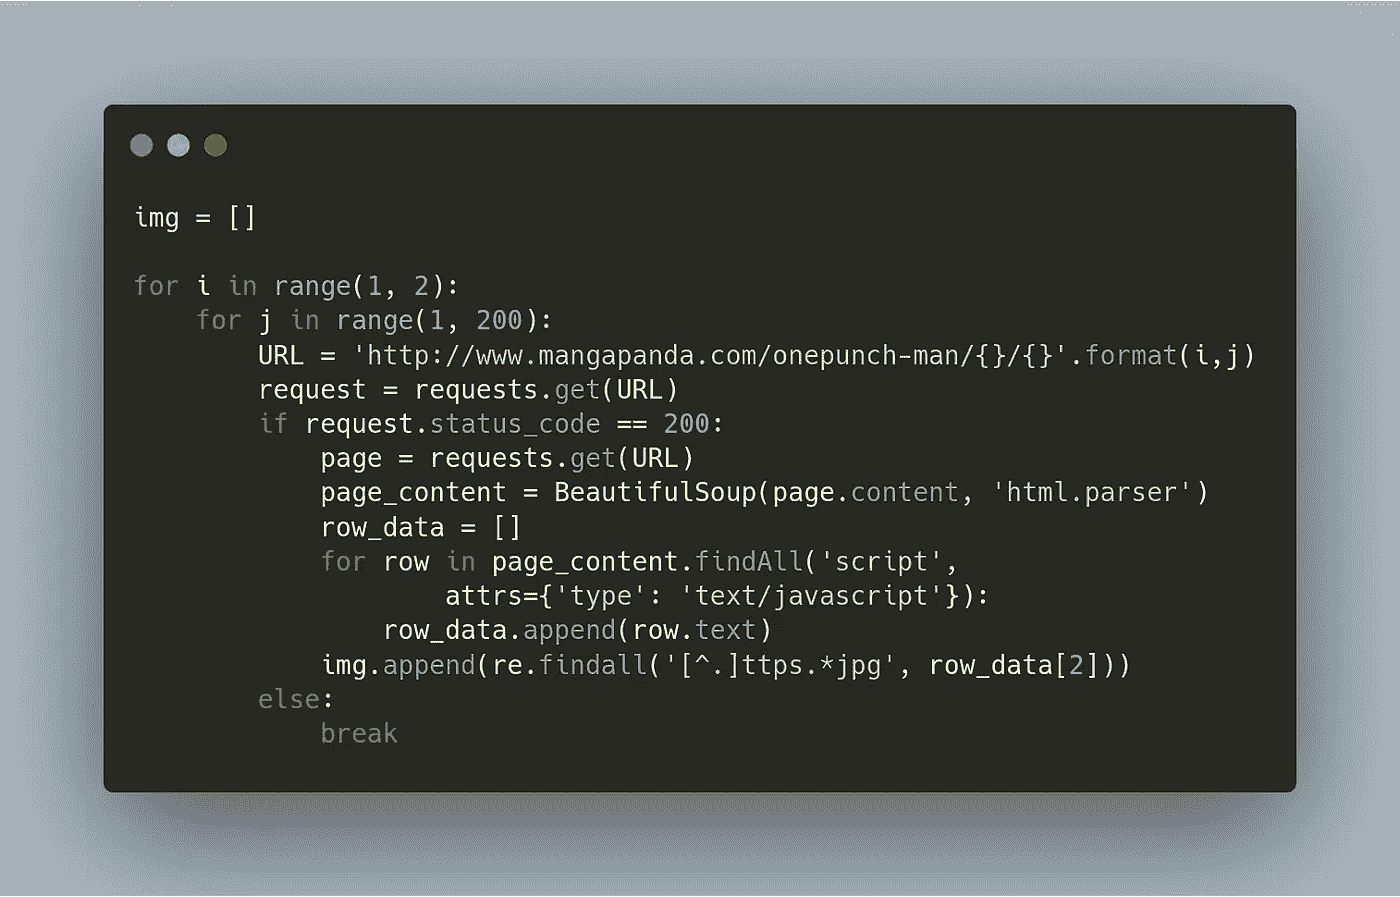 img = []
for i in range(1, 2):
for j in range(1, 200):
URL = 'http://www.mangapanda.com/onepunch-man/{}/{}'.format(i,j)
request = requests.get(URL)
if request.status_code == 200:
page = requests.get(URL)
page_content = BeautifulSoup(page.content, 'html.parser')
row_data = []
for row in page_content.findAll('script',
attrs={'type': 'text/javascript'}):
row_data.append(row.text)
img.append(re.findall('[^.]ttps.*jpg', row_data[2]))
else:
break